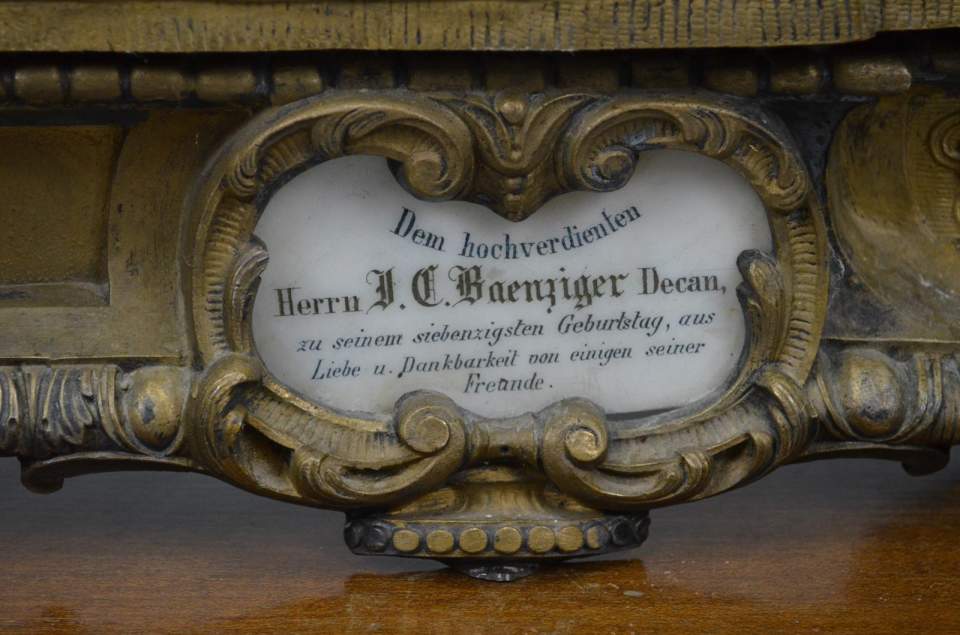 Dem hochverdienten
Herrn J. C. Baenziger Decan,
zu seinem siebenzigsten Geburtstag, aus
Liebe u. Dankbarkeit von einigen seiner
Freunde.